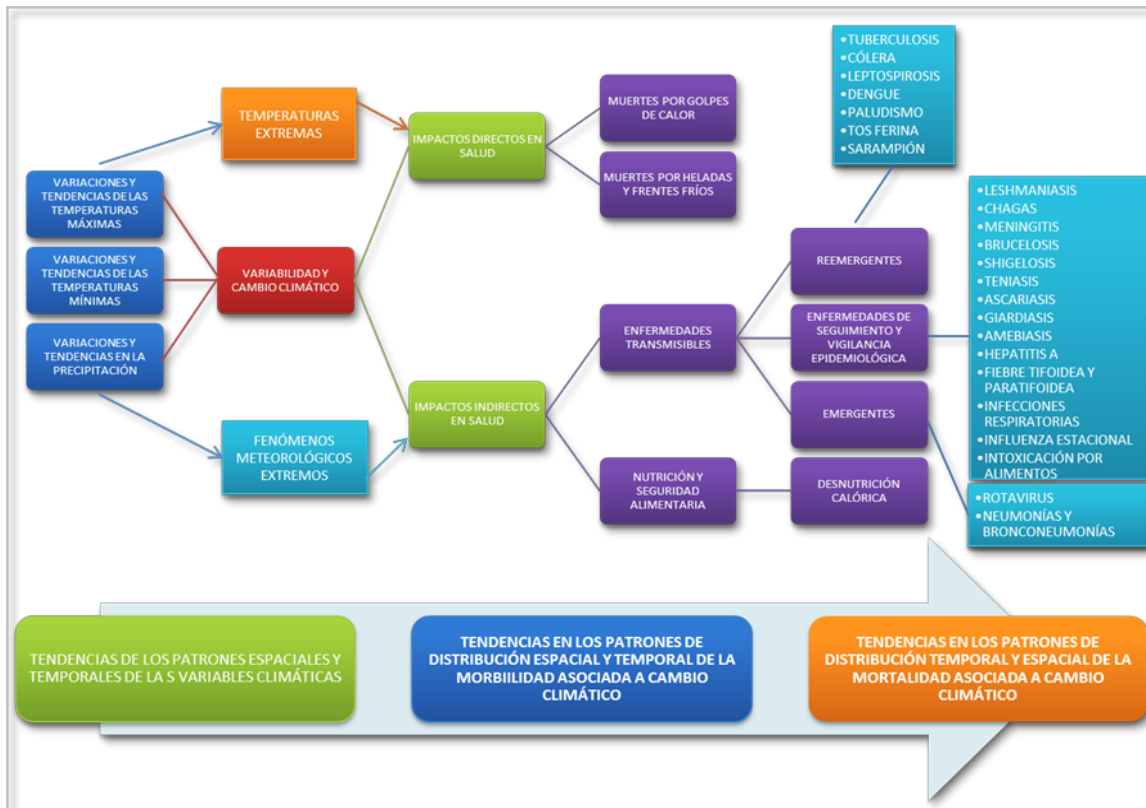 TEMPERATURAS
EXTREMAS
VARIACIONES Y
TENDENCIAS DE LAS
TEMPERATURAS
MÁXIMAS
VARIACIONES Y
TENDENCIAS DE LAS
TEMPERATURAS
MÍNIMAS
VARIACIONES Y
TENDENCIAS EN LA
PRECIPITACIÓN
VARIABILIDAD Y
CAMBIO CLIMÁTICO
FENÓMENOS
METEOROLÓGICOS
EXTREMOS
IMPACTOS DIRECTOS EN
SALUD
IMPACTOS INDIRECTOS
EN SALUD
MUERTES POR GOLPES
DE CALOR
MUERTES POR HELADAS
Y FRENTES FRÍOS
ENFERMEDADES
TRANSMISIBLES
NUTRICIÓN Y
SEGURIDAD
ALIMENTARIA
REEMERGENTES
ENFERMEDADES DE
SEGUIMIENTO Y
VIGILANCIA
EPIDEMIOLÓGICA
EMERGENTES
DESNUTRICIÓN
CALÓRICA
•TUBERCULOSIS
•CÓLERA
•LEPTOSPIROSIS
•DENGUE
•PALUDISMO
•TOS FERINA
•SARAMPIÓN
•LESHMANIASIS
•CHAGAS
•MENINGITIS
•BRUCELOSIS
•SHIGELOSIS
•TENIASIS
•ASCARIASIS
•GIARDIASIS
•AMEBIASIS
•HEPATITIS A
•FIEBRE TIFOIDEA Y
PARATIFOIDEA
•INFECCIONES
RESPIRATORIAS
•INFLUENZA ESTACIONAL
•INTOXICACIÓN POR
ALIMENTOS
•ROTAVIRUS
•NEUMONÍAS Y
BRONCONEUMONÍAS
TENDENCIAS DE LOS PATRONES ESPACIALES Y
TEMPORALES DE LA S VARIABLES CLIMÁTICAS
TENDENCIAS EN LOS PATRONES DE
DISTRIBUCIÓN ESPACIAL Y TEMPORAL DE LA
MORBIILIDAD ASOCIADA A CAMBIO
CLIMÁTICO
TENDENCIAS EN LOS PATRONES DE
DISTRIBUCIÓN TEMPORAL Y ESPACIAL DE LA
MORTALIDAD ASOCIADA A CAMBIO
CLIMÁTICO